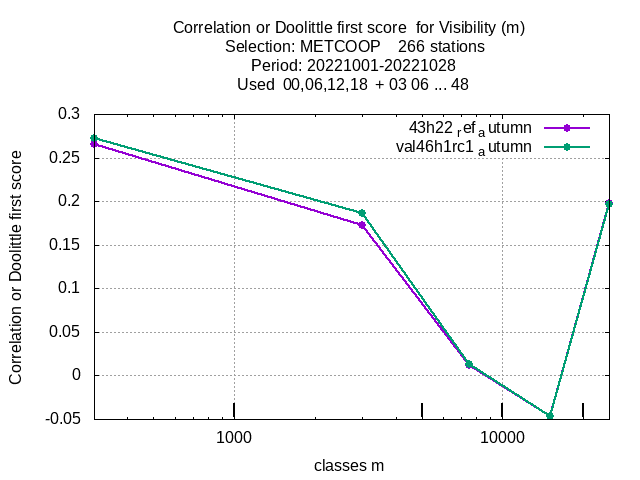 Correlation or Doolittle first score  for Visibility (m)
Selection: METCOOP    266 stations
Period: 20221001-20221028
Used  00,06,12,18  + 03 06 ... 48
43h22 ref a utumn
val46h1rc1 a utumn
0.3
0.25
0.2
0.15
0.1
0.05
0
-0.05
Correlation or Doolittle first score
1000
10000
classes m